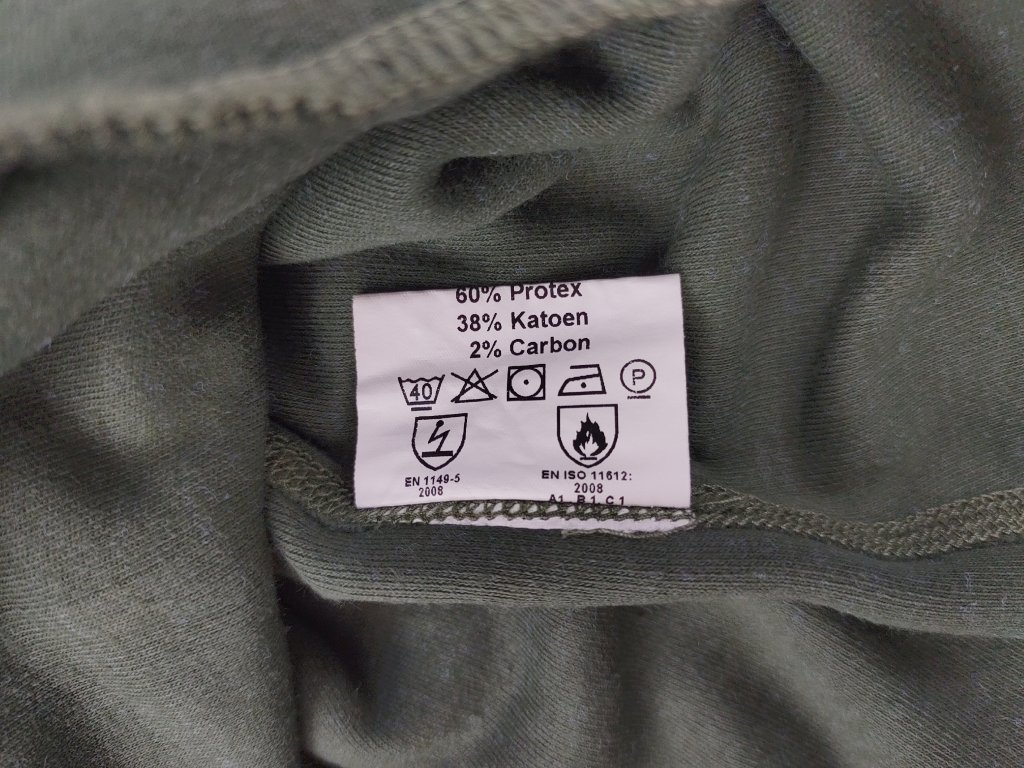 60% Protex
38% Katoen
2% Carbon
40 P
EN 1149-5
2008
EN ISO 11612:
2008
A1, B1, C1